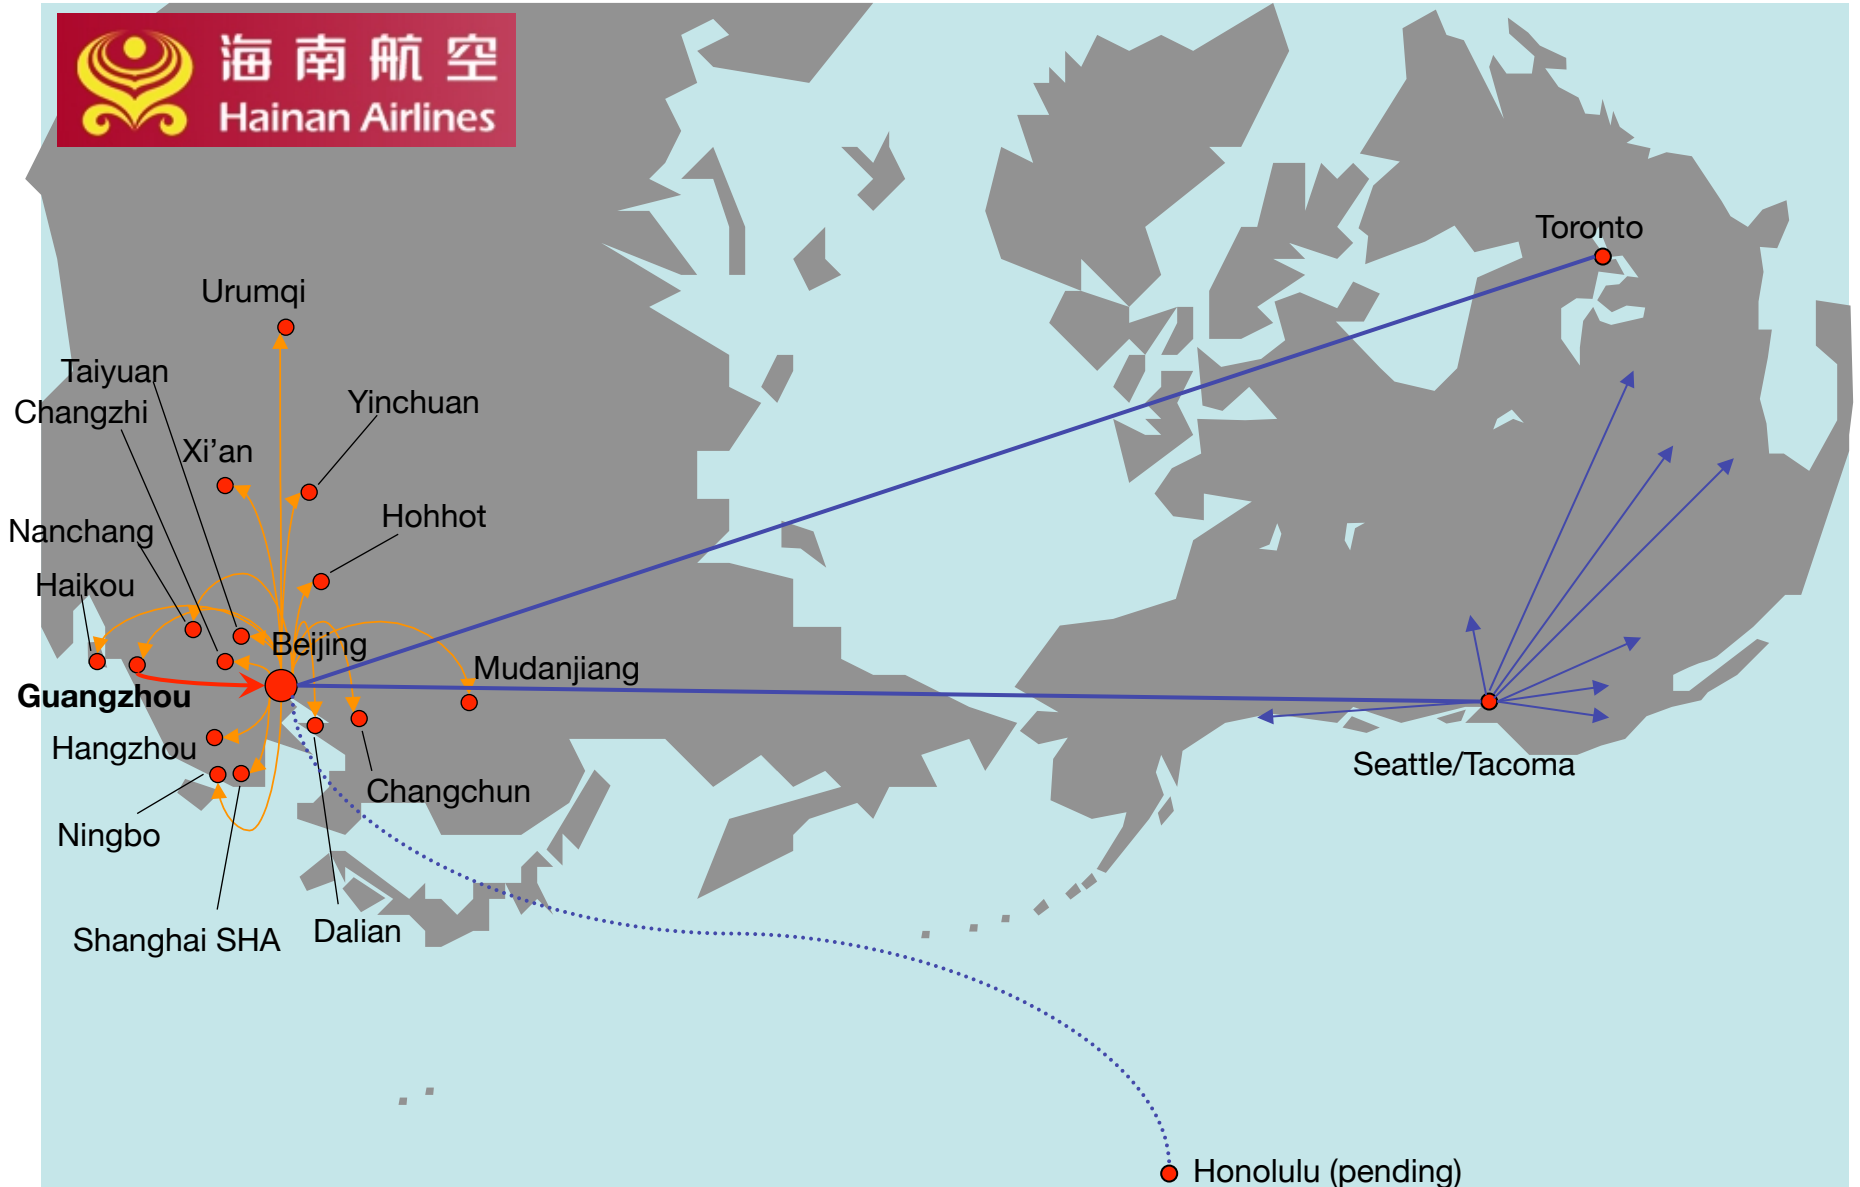 海南航空
Hainan Airlines
Toronto
Urumqi
Taiyuan
Yinchuan
Changzhi
Xi’an
Hohhot
Nanchang
Haikou
Beijing
Mudanjiang
Guangzhou
Hangzhou
Seattle/Tacoma
Changchun
Ningbo
Dalian
Shanghai SHA
Honolulu (pending)